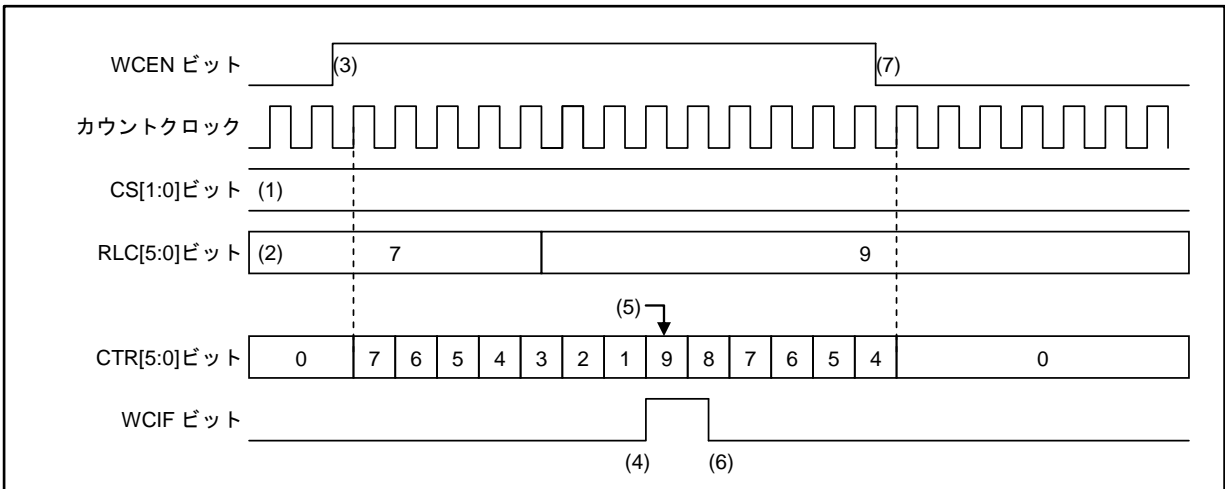 WCEN ビット (3) (7)
カウントクロック
CS[1:0]ビット (1)
RLC[5:0]ビット (2) 7 9
(5)
CTR[5:0]ビット 0 7 6 5 4 3 2 1 9 8 7 6 5 4 0
WCIF ビット
(4) (6)